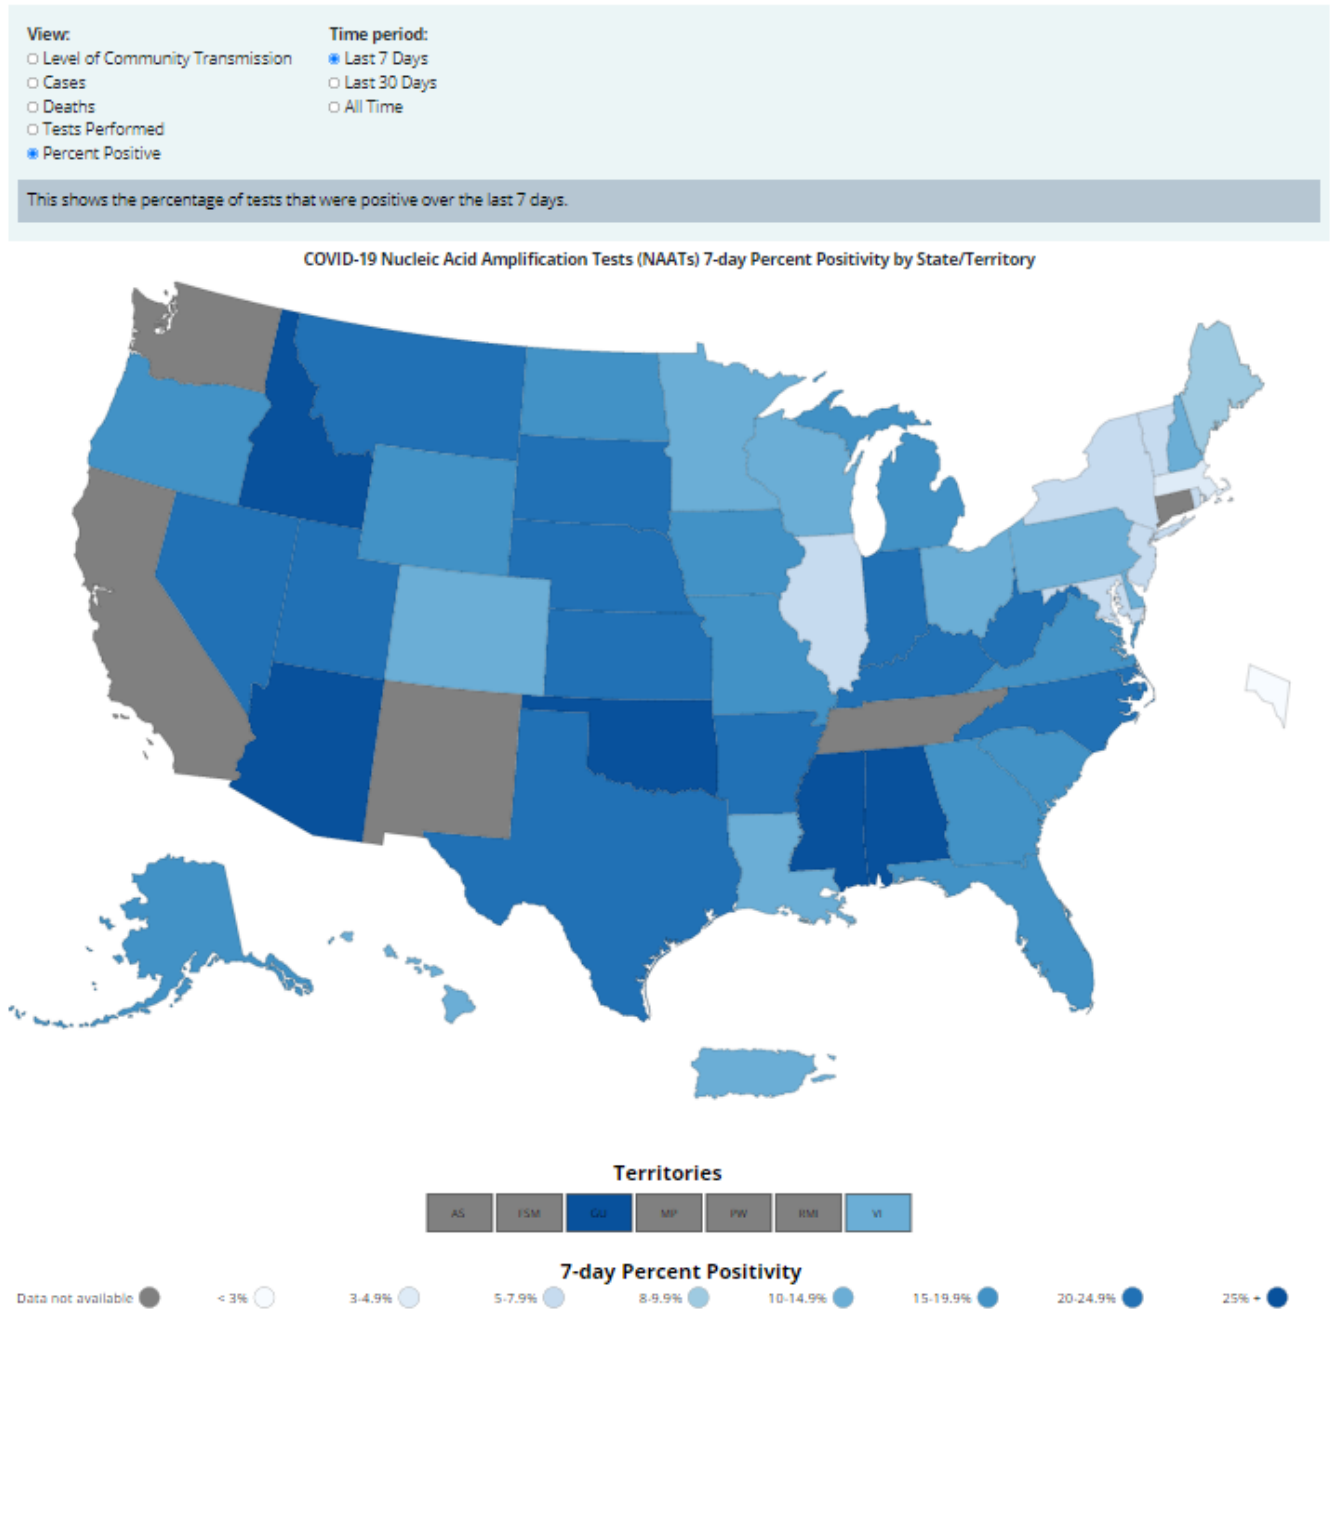 View:
Level of Community Transmission
Cases
Deaths
Tests Performed
Percent Positive
Time period:
Last 7 Days
Last 30 Days
All Time
This shows the percentage of tests that were positive over the last 7 days.
COVID-19 Nucleic Acid Amplification Tests (NAATs) 7-day Percent Positivity by State/Territory
Territories
AS FSM GU MP PW RMI VI
7-day Percent Positivity
Data not available < 3% 3-4.9% 5-7.9% 8-9.9% 10-14.9% 15-19.9% 20-24.9% 25% +